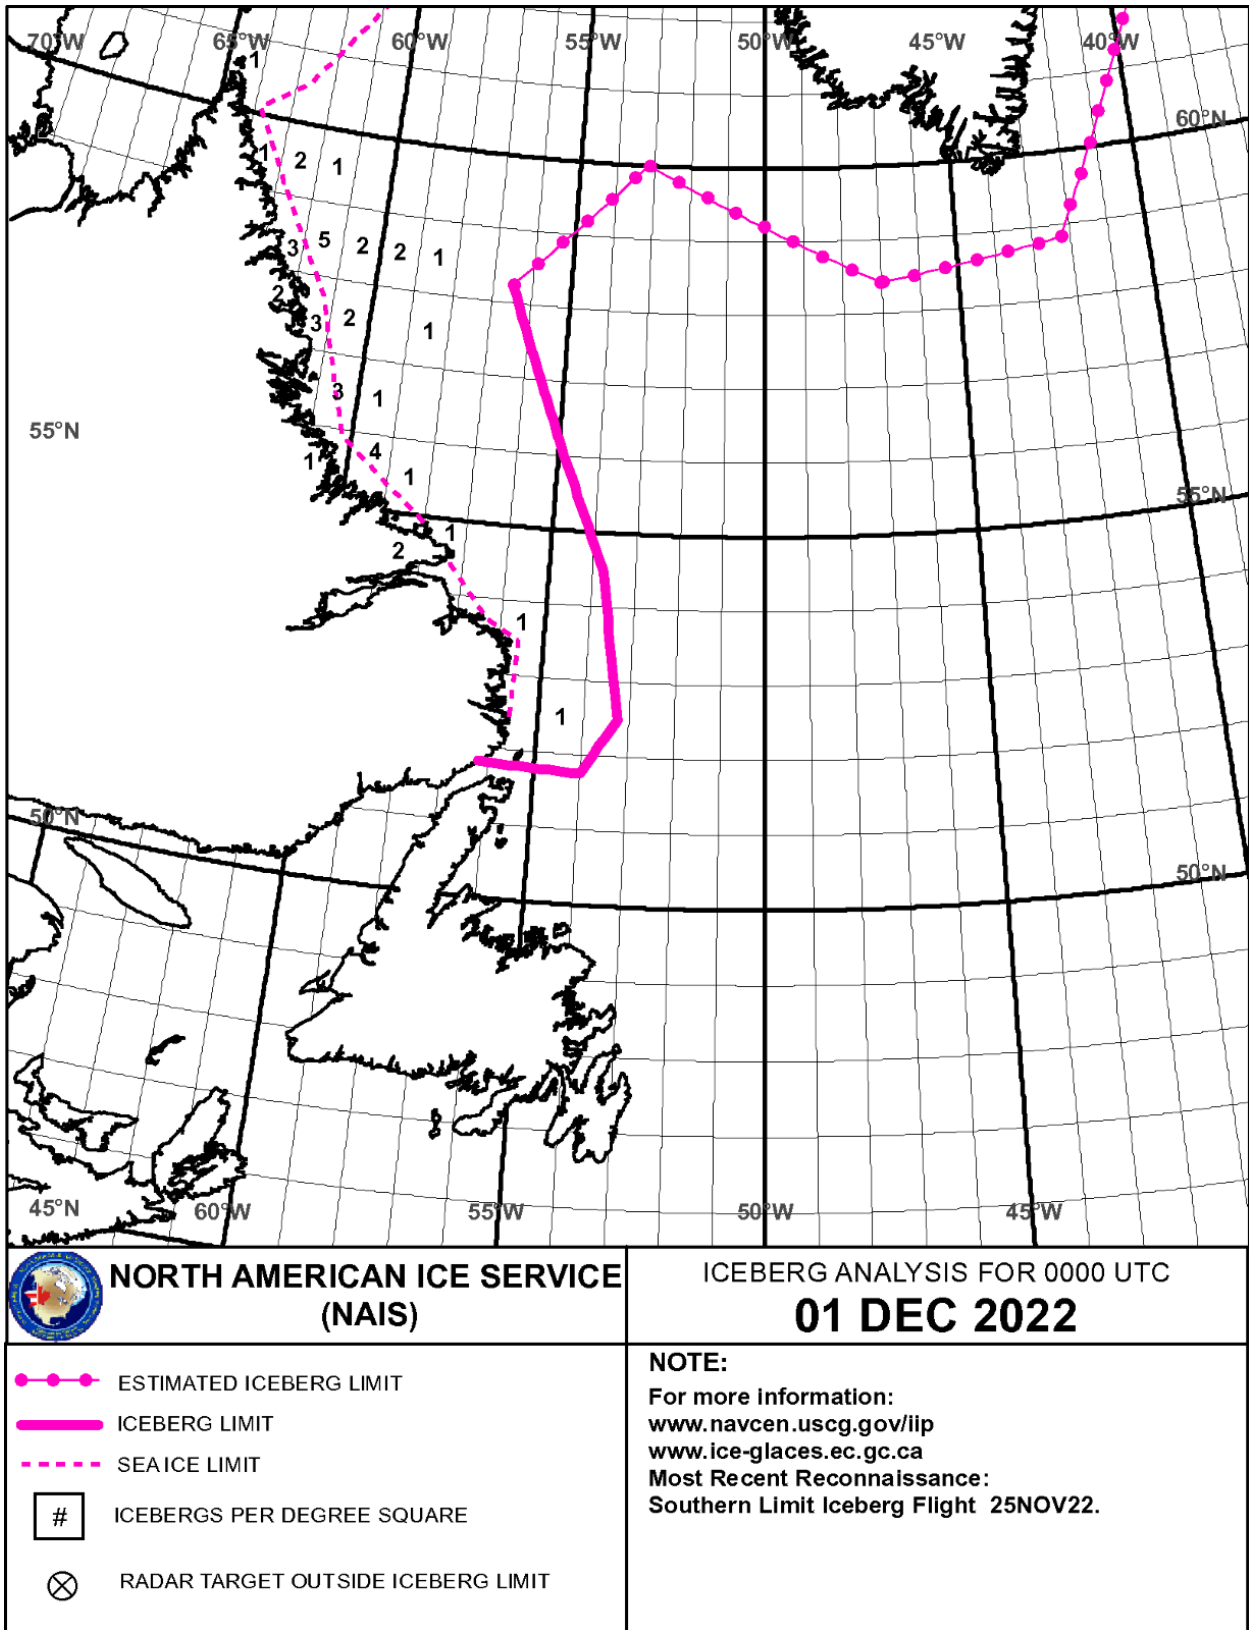 70°W 65°W 60°W 55°W 50°W 45°W 40°W
1
60°N
1 2 1
3 5 2 2 1
2
3 2 1
3 1
55°N
1 4 1
55°N
2 1
1
1
50°N
50°N
45°N 60°W 55°W 50°W 45°W
NORTH AMERICAN ICE SERVICE
(NAIS)
ICEBERG ANALYSIS FOR 0000 UTC
01 DEC 2022
ESTIMATED ICEBERG LIMIT
ICEBERG LIMIT
SEA ICE LIMIT
# ICEBERGS PER DEGREE SQUARE
RADAR TARGET OUTSIDE ICEBERG LIMIT
NOTE:
For more information:
www.navcen.uscg.gov/iip
www.ice-glaces.ec.gc.ca
Most Recent Reconnaissance:
Southern Limit Iceberg Flight 25NOV22.